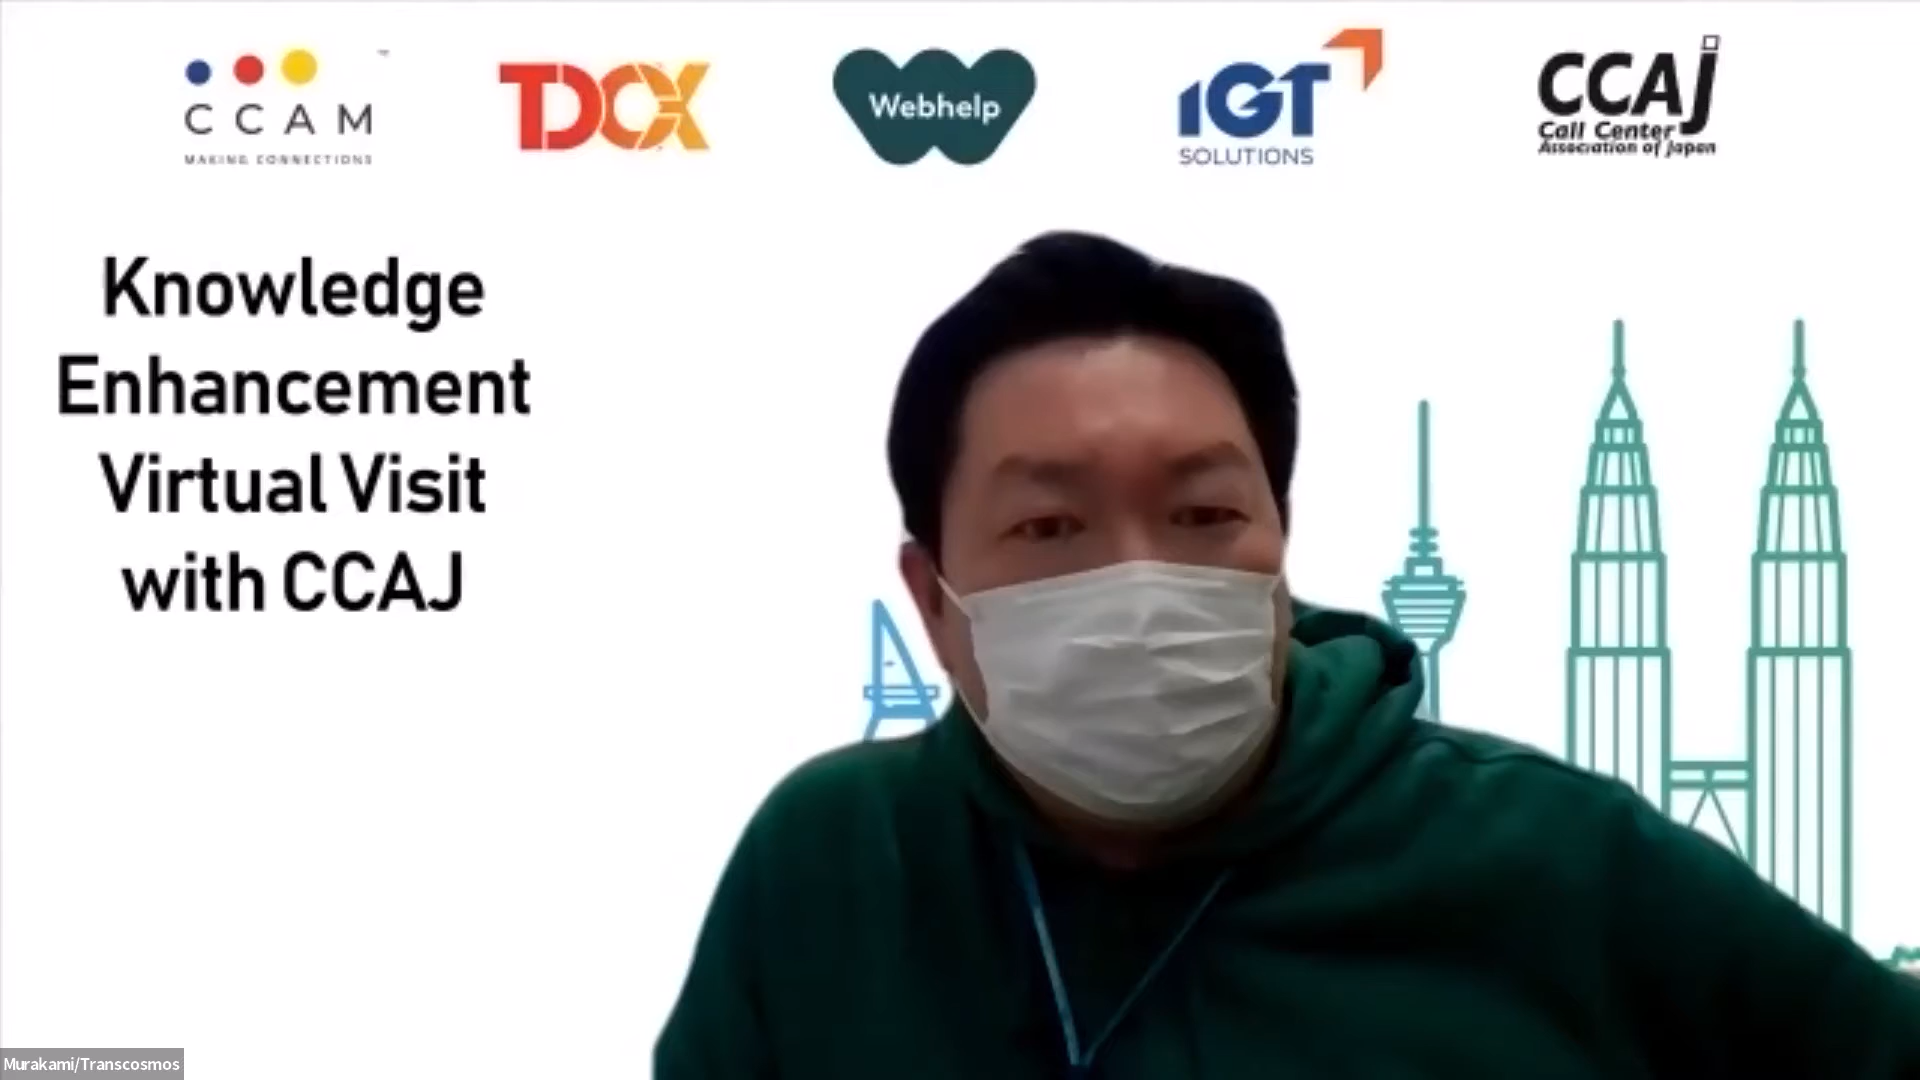 CCAM
MAKING CONNECTIONS
TDCX
Webhelp
IGT
SOLUTIONS
CCAJ
Call Center
Association of Japan
Knowledge
Enhancement
Virtual Visit
with CCAJ
Murakami/Transcosmos